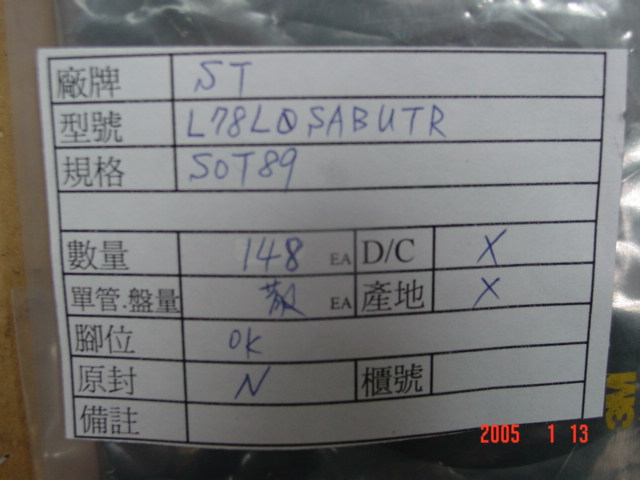 廠牌 ST
型號 L78L05ABUTR
規格 SOT89
數量 148 EA D/C X
單管.盤量 EA 產地 X
腳位 OK
原封 N 櫃號
備註
3M
2005 1 13